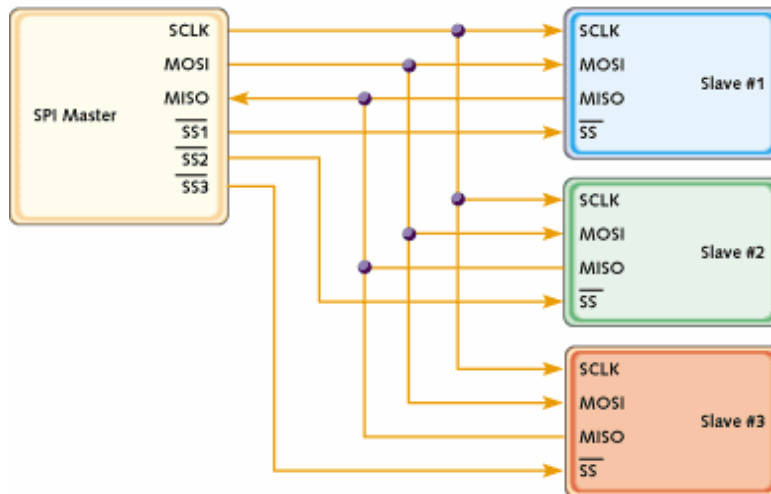 SPI Master
SCLK
MOSI
MISO
SS1
SS2
SS3
SCLK
MOSI
MISO
SS
Slave #1
SCLK
MOSI
MISO
SS
Slave #2
SCLK
MOSI
MISO
SS
Slave #3